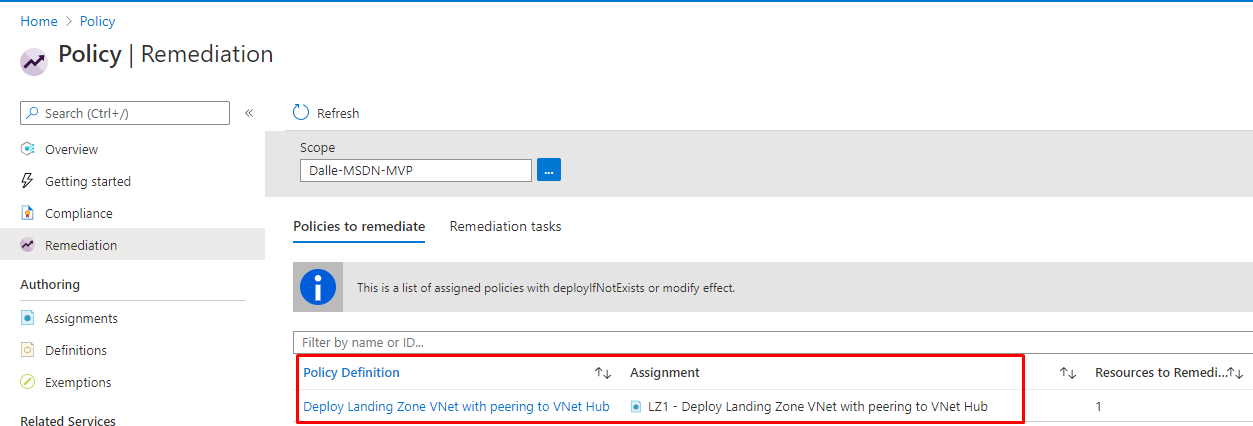 Home > Policy
Policy | Remediation
Search (Ctrl+/)
«
Refresh
Scope
Dalle-MSDN-MVP
...
Overview
Getting started
Compliance
Remediation
Authoring
Assignments
Definitions
Exemptions
Related Services
Policies to remediate Remediation tasks
This is a list of assigned policies with deployIfNotExists or modify effect.
Filter by name or ID...
Policy Definition ↑↓ Assignment ↑↓ Resources to Remedi...↑↓
Deploy Landing Zone VNet with peering to VNet Hub LZ1 - Deploy Landing Zone VNet with peering to VNet Hub 1